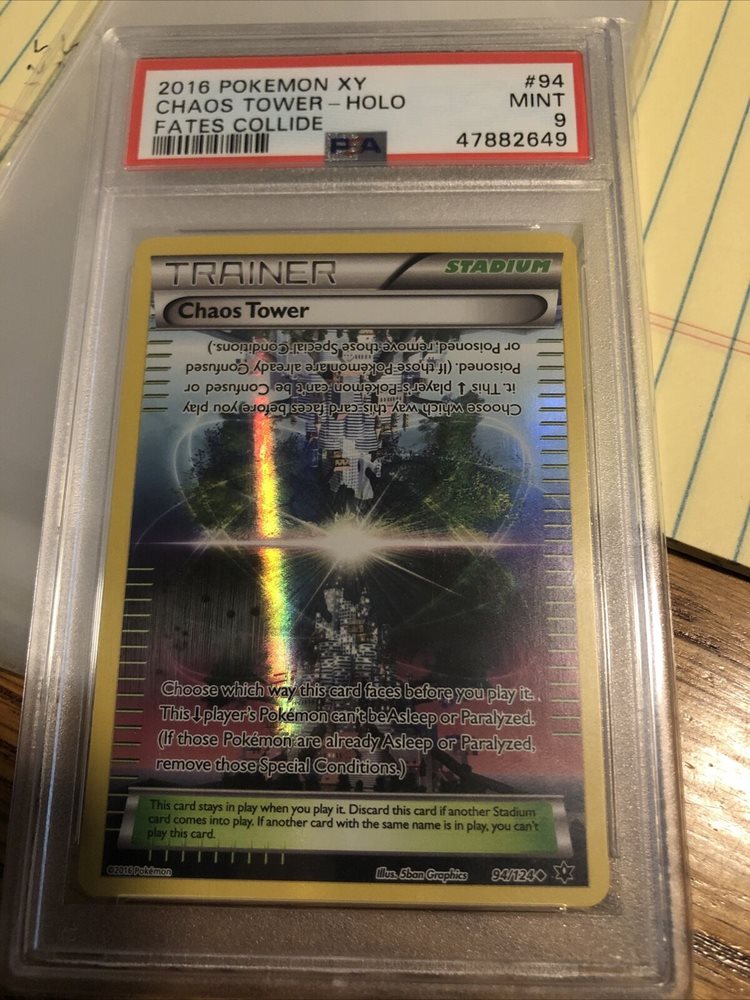 2016 POKEMON XY #94
CHAOS TOWER - HOLO MINT
FATES COLLIDE 9
PSA 47882649
TRAINER STADIUM
Chaos Tower
Choose which way this card faces before you play
it. This ↓ player's Pokémon can't be Confused or
Poisoned. (If those Pokémon are already Confused
or Poisoned, remove those Special Conditions.)
Choose which way this card faces before you play it.
This ↓ player's Pokémon can't be Asleep or Paralyzed.
(If those Pokémon are already Asleep or Paralyzed,
remove those Special Conditions.)
This card stays in play when you play it. Discard this card if another Stadium
card comes into play. If another card with the same name is in play, you can't
play this card.
©2016 Pokémon Illus. 5ban Graphics 94/124